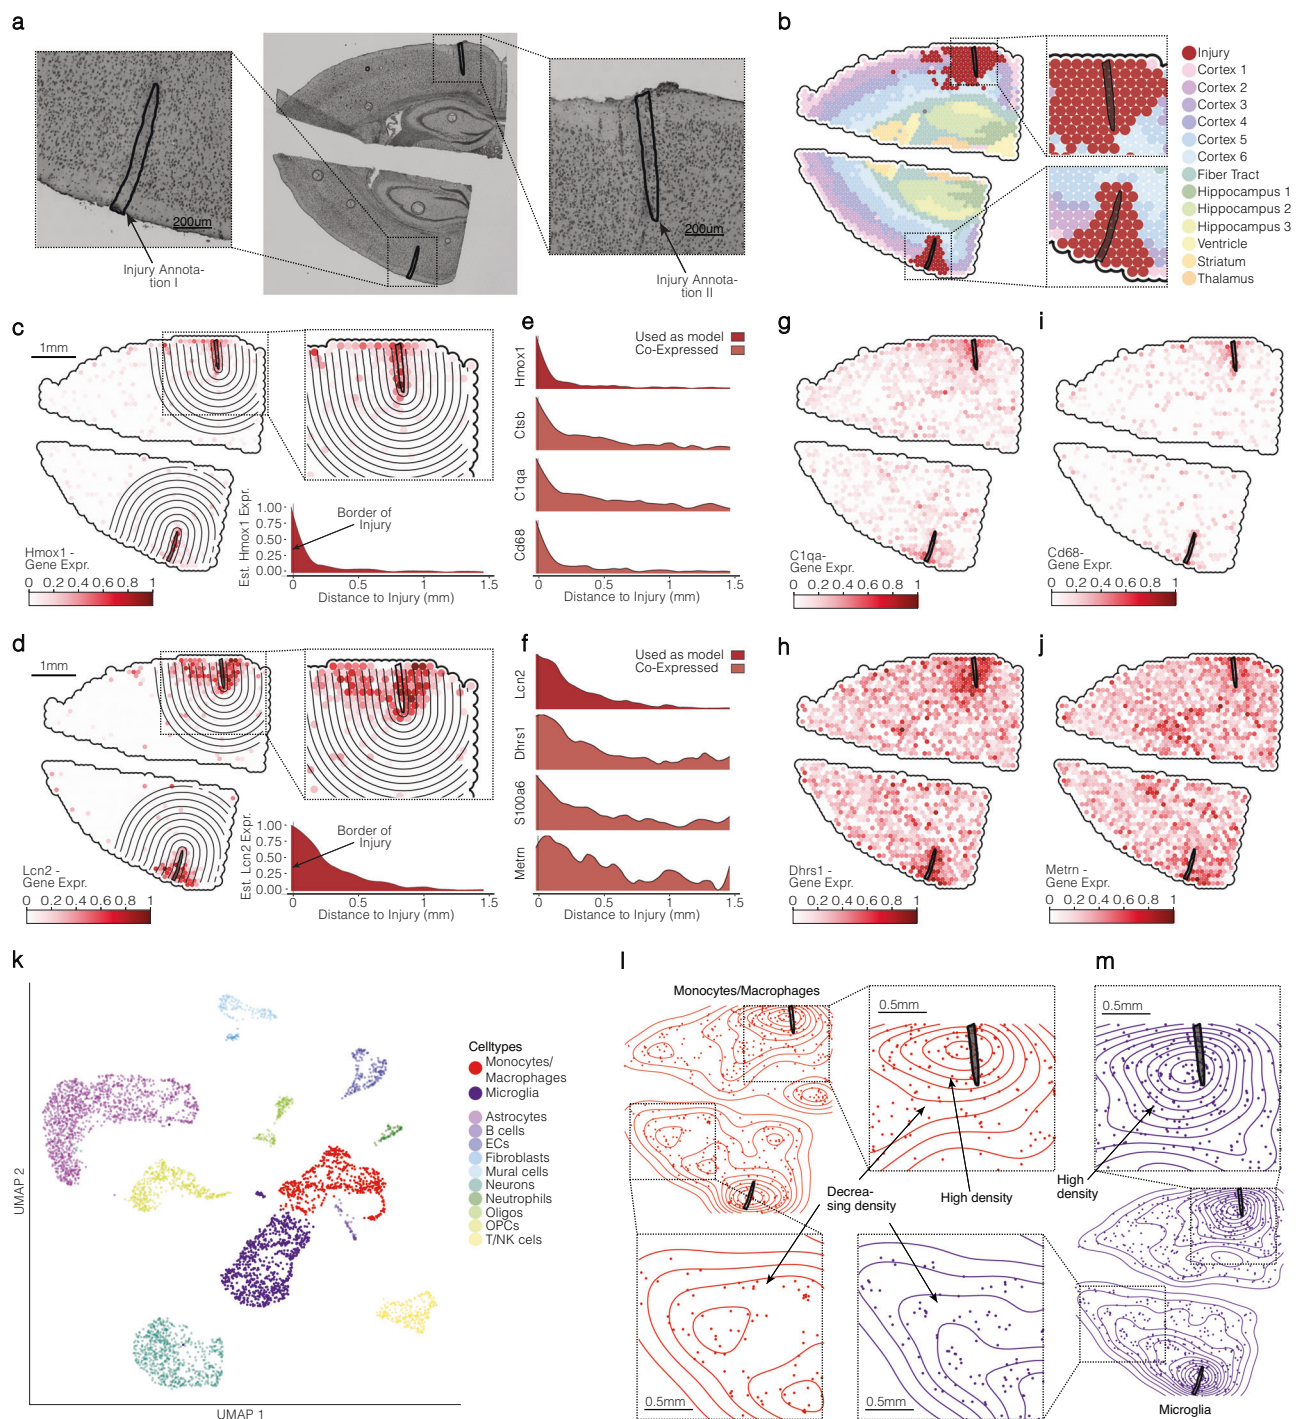 a
200um
Injury Annota-
tion I
200um
Injury Annota-
tion II
b
Injury
Cortex 1
Cortex 2
Cortex 3
Cortex 4
Cortex 5
Cortex 6
Fiber Tract
Hippocampus 1
Hippocampus 2
Hippocampus 3
Ventricle
Striatum
Thalamus
c
1mm
Hmox1 -
Gene Expr.
0 0.2 0.4 0.6 0.8 1
Est. Hmox1 Expr.
1.00
0.75
0.50
0.25
0.00
Border of
Injury
0 0.5 1 1.5
Distance to Injury (mm)
e
Used as model
Co-Expressed
Hmox1
Ctsb
C1qa
Cd68
0 0.5 1 1.5
Distance to Injury (mm)
g
C1qa-
Gene Expr.
0 0.2 0.4 0.6 0.8 1
i
Cd68-
Gene Expr.
0 0.2 0.4 0.6 0.8 1
d
1mm
Lcn2 -
Gene Expr.
0 0.2 0.4 0.6 0.8 1
Est. Lcn2 Expr.
1.00
0.75
0.50
0.25
0.00
Border of
Injury
0 0.5 1 1.5
Distance to Injury (mm)
f
Used as model
Co-Expressed
Lcn2
Dhrs1
S100a6
Metrn
0 0.5 1 1.5
Distance to Injury (mm)
h
Dhrs1 -
Gene Expr.
0 0.2 0.4 0.6 0.8 1
j
Metrn -
Gene Expr.
0 0.2 0.4 0.6 0.8 1
k
UMAP 2
UMAP 1
Celltypes
Monocytes/
Macrophages
Microglia
Astrocytes
B cells
ECs
Fibroblasts
Mural cells
Neurons
Neutrophils
Oligos
OPCs
T/NK cels
l
Monocytes/Macrophages
0.5mm
Decrea-
sing density
High density
0.5mm
m
0.5mm
High
density
0.5mm
Microglia